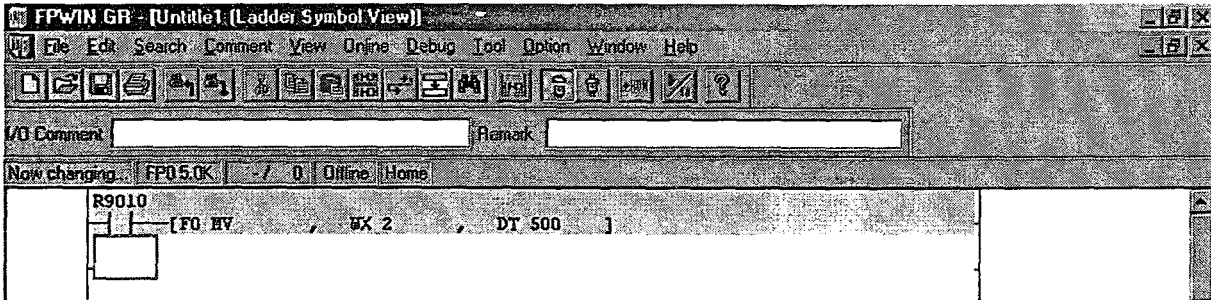 FPWIN GR - [Untitle1 (Ladder Symbol View)]
File Edit Search Comment View Online Debug Tool Option Window Help
I/O Comment Remark
Now changing... FP0 5.0K - / 0 Offline Home
R9010
[F0 MV , WX 2 , DT 500 ]